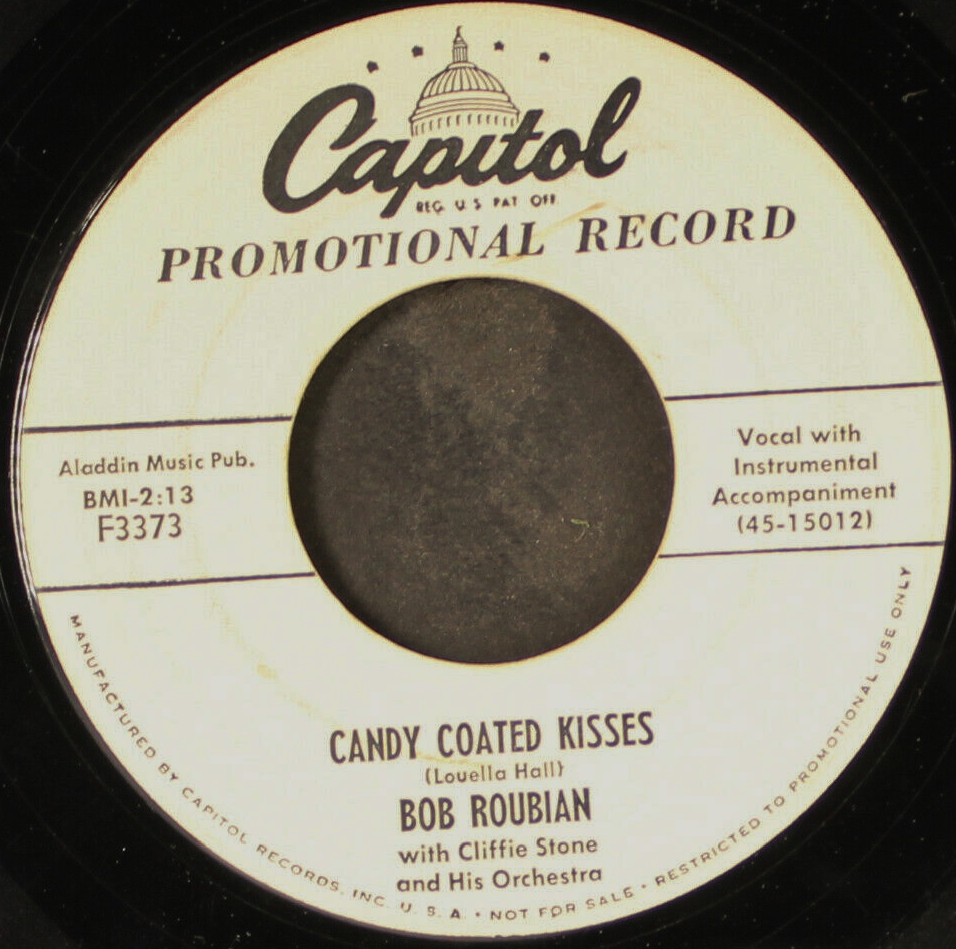 Capitol
REG. U.S. PAT. OFF.
PROMOTIONAL RECORD
Aladdin Music Pub.
BMI-2:13
F3373
Vocal with
Instrumental
Accompaniment
(45-15012)
CANDY COATED KISSES
(Louella Hall)
BOB ROUBIAN
with Cliffie Stone
and His Orchestra
MANUFACTURED BY CAPITOL RECORDS, INC. U. S. A. • NOT FOR SALE • RESTRICTED TO PROMOTIONAL USE ONLY